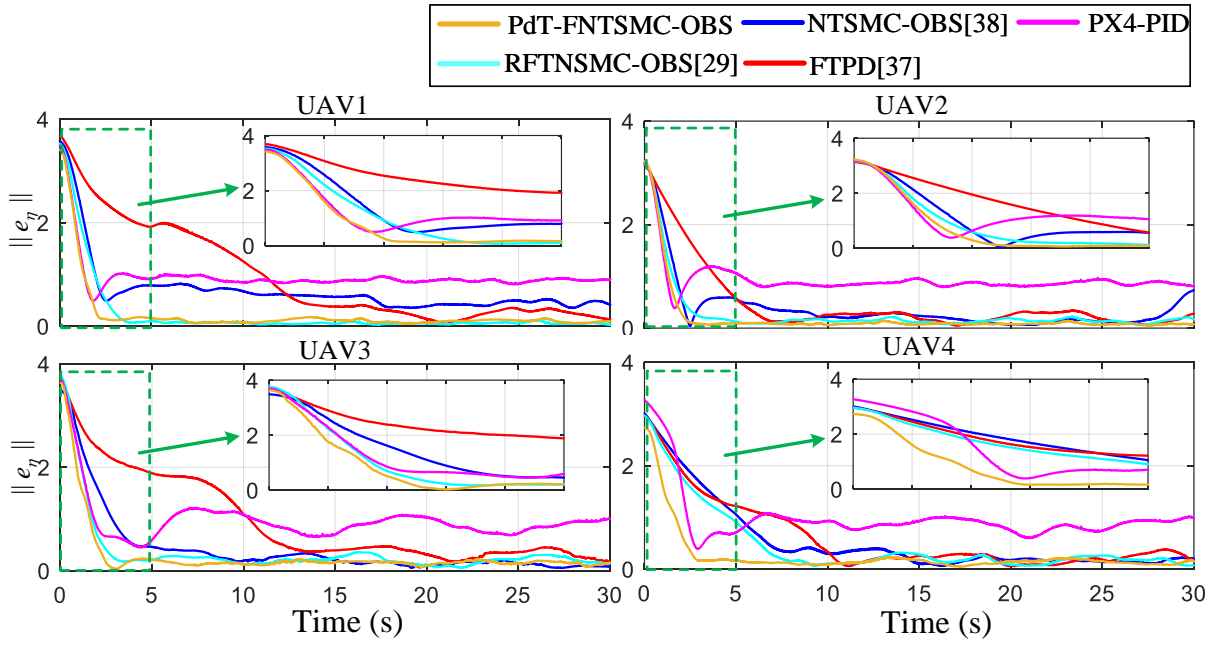 PdT-FNTSMC-OBS NTSMC-OBS[38] PX4-PID
RFTNSMC-OBS[29] FTPD[37]
UAV1 UAV2
4 4
4 4
2 2
2 2
|| e_η ||
0 0
0 0
UAV3 UAV4
4 4
4 4
2 2
2 2
|| e_η ||
0 0
0 0
0 5 10 15 20 25 30 0 5 10 15 20 25 30
Time (s) Time (s)